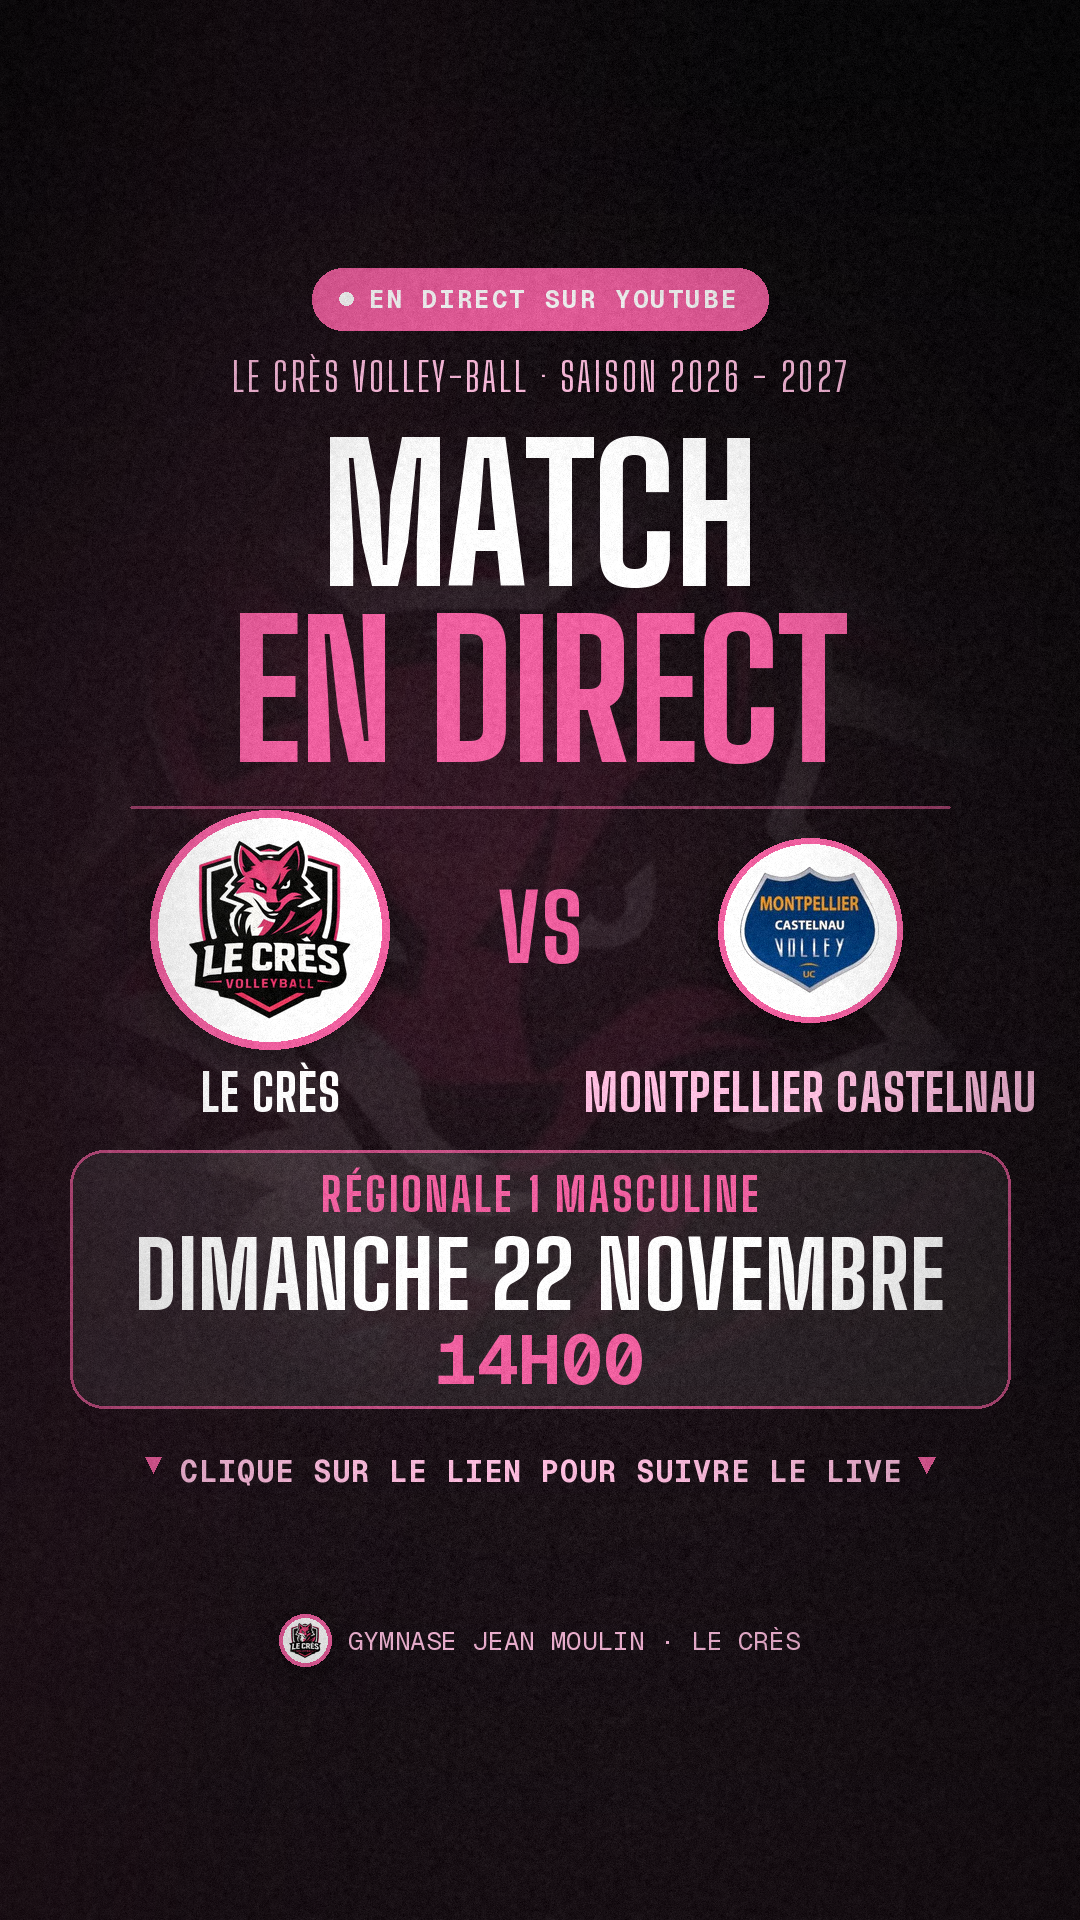 EN DIRECT SUR YOUTUBE
LE CRÈS VOLLEY-BALL · SAISON 2026 - 2027
MATCH
EN DIRECT
LE CRÈS
VOLLEYBALL
VS
MONTPELLIER
CASTELNAU
VOLLEY
UC
LE CRÈS
MONTPELLIER CASTELNAU
RÉGIONALE 1 MASCULINE
DIMANCHE 22 NOVEMBRE
14H00
CLIQUE SUR LE LIEN POUR SUIVRE LE LIVE
LE CRÈS
GYMNASE JEAN MOULIN · LE CRÈS